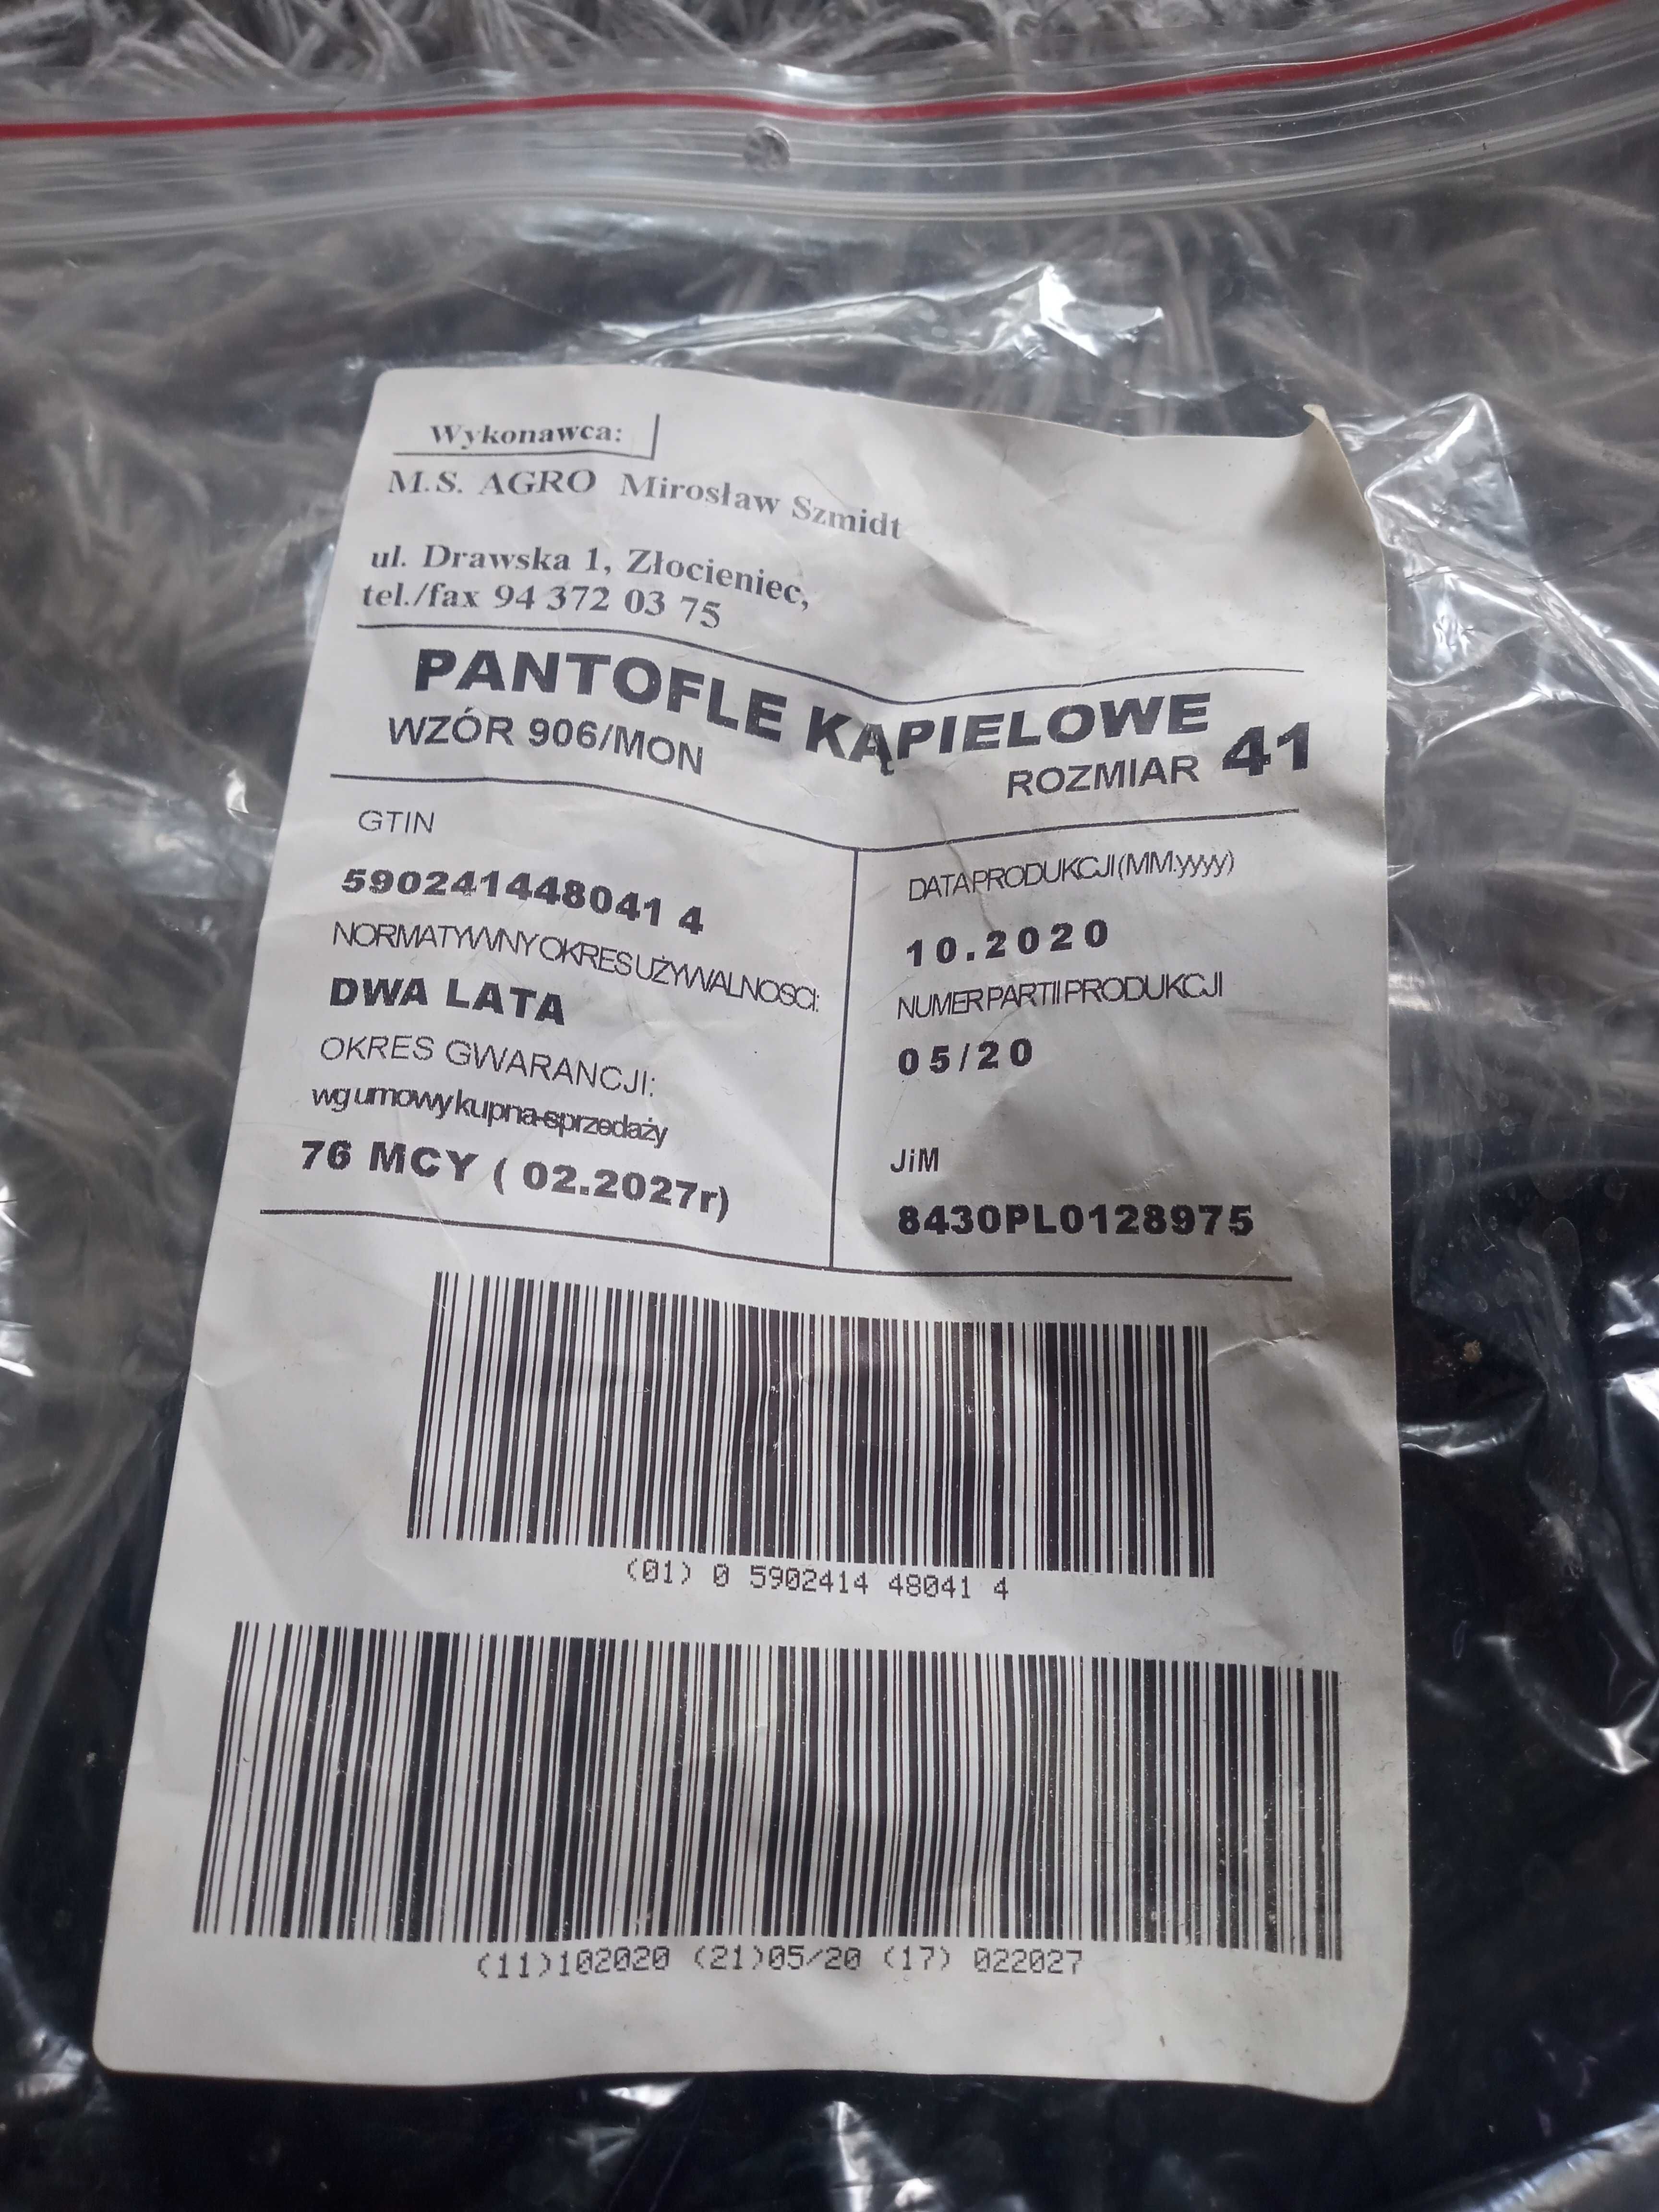 Wykonawca:
M.S. AGRO Mirosław Szmidt
ul. Drawska 1, Złocieniec,
tel./fax 94 372 03 75
PANTOFLE KĄPIELOWE
WZÓR 906/MON
ROZMIAR 41
GTIN
590241448041 4
NORMATYWNY OKRES UŻYWALNOSCI:
DWA LATA
OKRES GWARANCJI:
wg umowy kupna-sprzedaży
76 MCY ( 02.2027r)
DATA PRODUKCJI (MM.yyyy)
10.2020
NUMER PARTII PRODUKCJI
05/20
JiM
8430PL0128975
(01) 0 5902414 48041 4
(11)102020 (21)05/20 (17) 022027